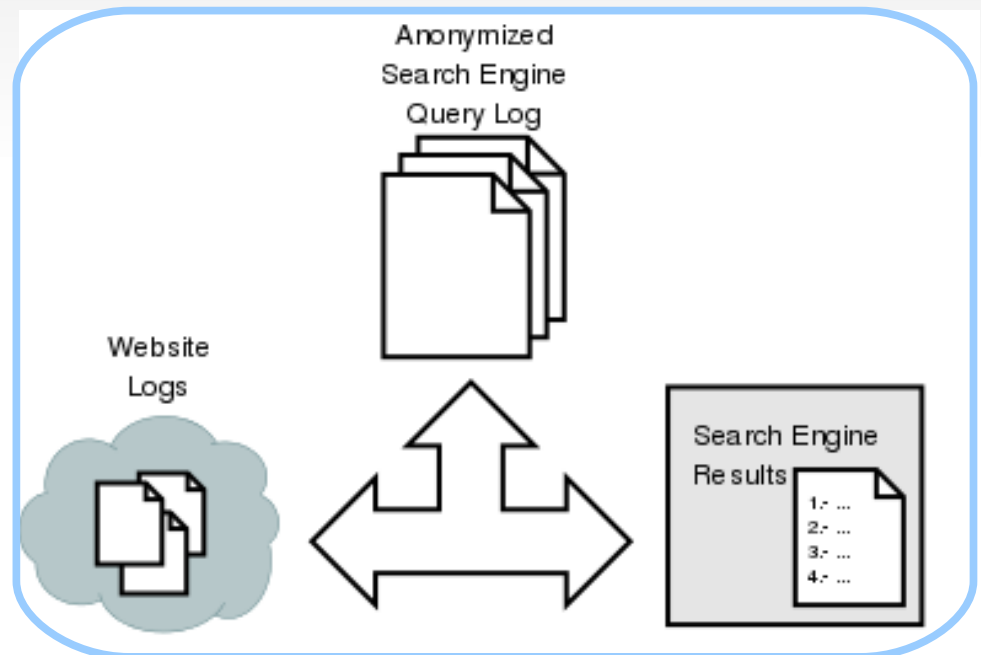 Anonymized
Search Engine
Query Log
Website
Logs
Search Engine
Results
1.- ...
2.- ...
3.- ...
4.- ...